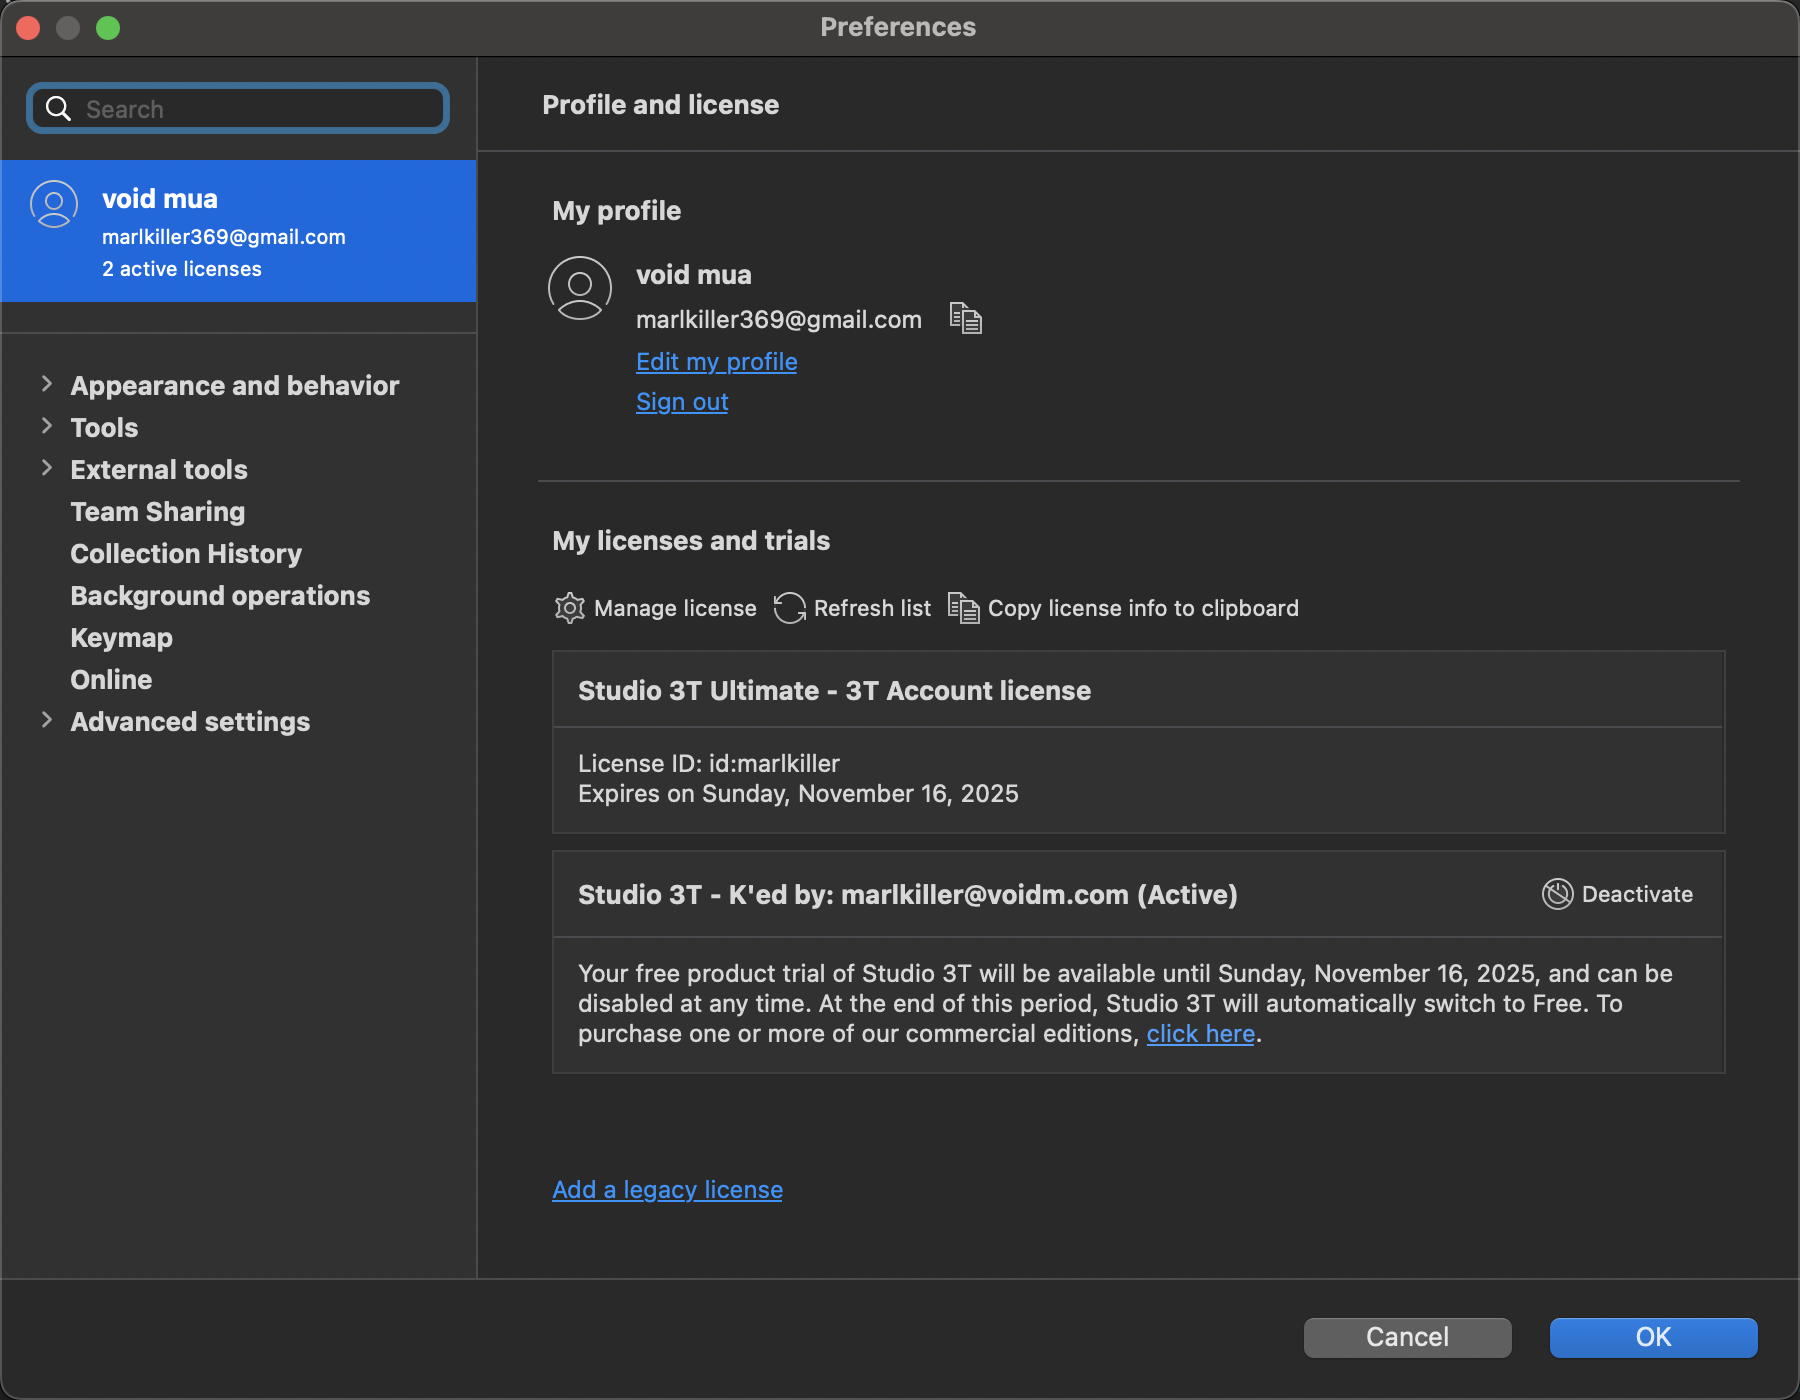 Preferences
Search
void mua
marlkiller369@gmail.com
2 active licenses
Appearance and behavior
Tools
External tools
Team Sharing
Collection History
Background operations
Keymap
Online
Advanced settings
Profile and license
My profile
void mua
marlkiller369@gmail.com
Edit my profile
Sign out
My licenses and trials
Manage license Refresh list Copy license info to clipboard
Studio 3T Ultimate - 3T Account license
License ID: id:marlkiller
Expires on Sunday, November 16, 2025
Studio 3T - K'ed by: marlkiller@voidm.com (Active) Deactivate
Your free product trial of Studio 3T will be available until Sunday, November 16, 2025, and can be
disabled at any time. At the end of this period, Studio 3T will automatically switch to Free. To
purchase one or more of our commercial editions, click here.
Add a legacy license
Cancel OK